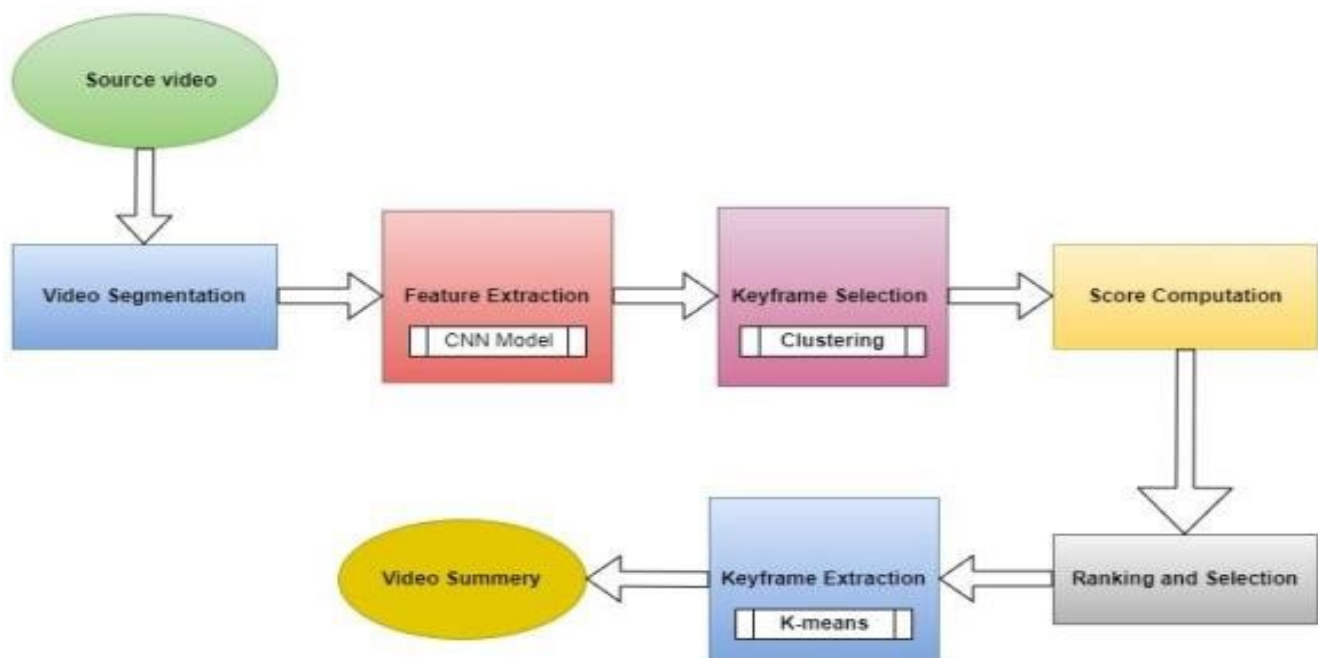 Source video
Video Segmentation
Feature Extraction
CNN Model
Keyframe Selection
Clustering
Score Computation
Ranking and Selection
Keyframe Extraction
K-means
Video Summery